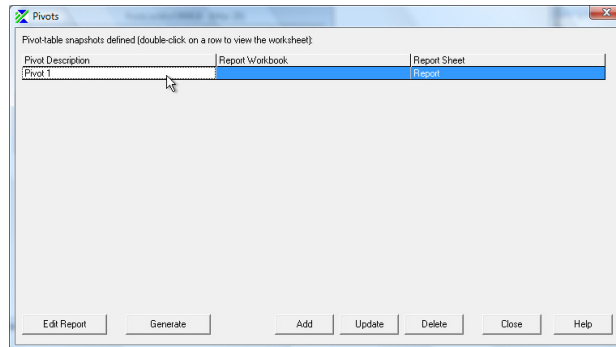 Pivots
Pivot-table snapshots defined (double-click on a row to view the worksheet):
Pivot Description Report Workbook Report Sheet
Pivot 1 Report
Edit Report Generate Add Update Delete Close Help